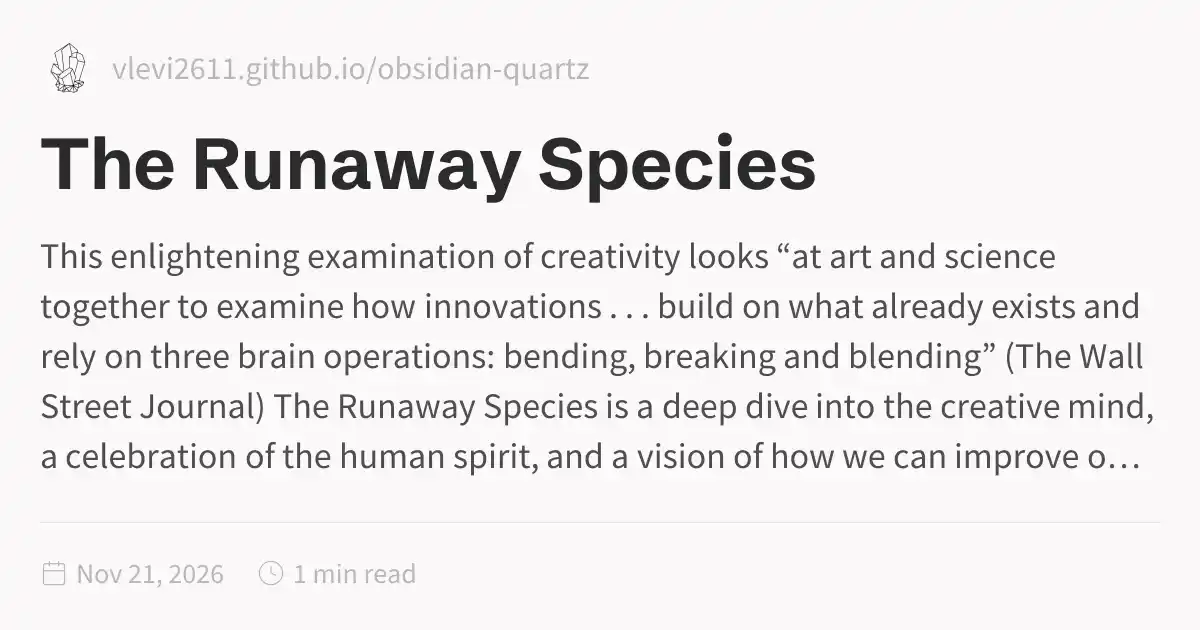 vlevi2611.github.io/obsidian-quartz
The Runaway Species
This enlightening examination of creativity looks “at art and science
together to examine how innovations . . . build on what already exists and
rely on three brain operations: bending, breaking and blending” (The Wall
Street Journal) The Runaway Species is a deep dive into the creative mind,
a celebration of the human spirit, and a vision of how we can improve o…
Nov 21, 2026 1 min read